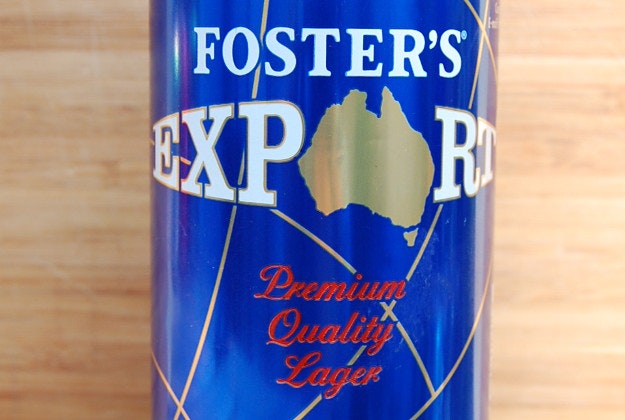 FOSTER'S®
EXPORT
Premium
Quality
Lager